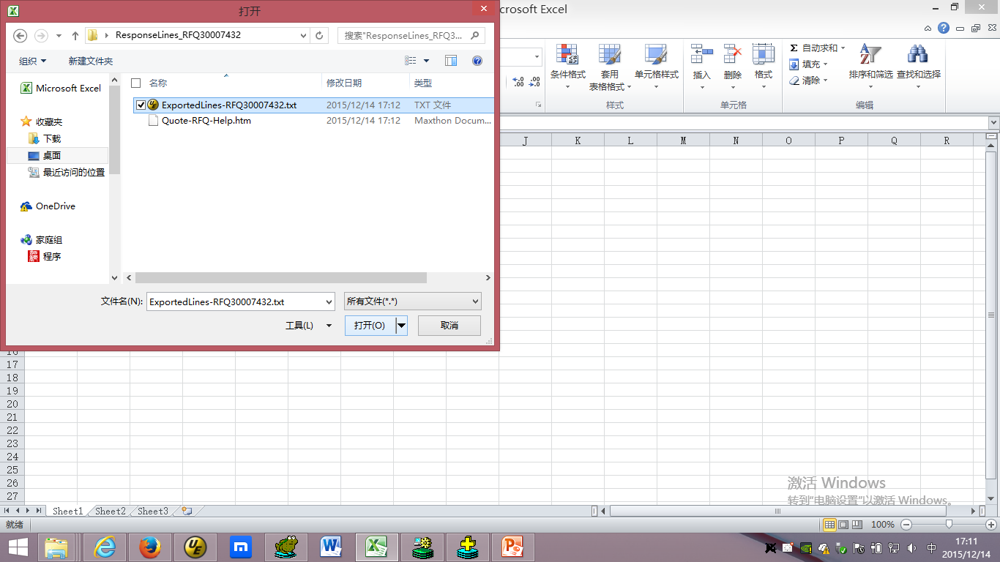 打开
crosoft Excel
ResponseLines_RFQ30007432
搜索"ResponseLines_RFQ3...
组织
新建文件夹
Microsoft Excel
收藏夹
下载
桌面
最近访问的位置
OneDrive
家庭组
程序
名称
修改日期
类型
ExportedLines-RFQ30007432.txt
2015/12/14 17:12
TXT 文件
Quote-RFQ-Help.htm
2015/12/14 17:12
Maxthon Docum...
文件名(N):
ExportedLines-RFQ30007432.txt
所有文件(*.*)
工具(L)
打开(O)
取消
条件格式
套用
表格格式
单元格样式
插入
删除
格式
Σ 自动求和
填充
清除
排序和筛选
查找和选择
样式
单元格
编辑
J K L M N O P Q R
16
17
18
19
20
21
22
23
24
25
26
27
激活 Windows
转到"电脑设置"以激活 Windows。
Sheet1
Sheet2
Sheet3
就绪
100%
中
17:11
2015/12/14